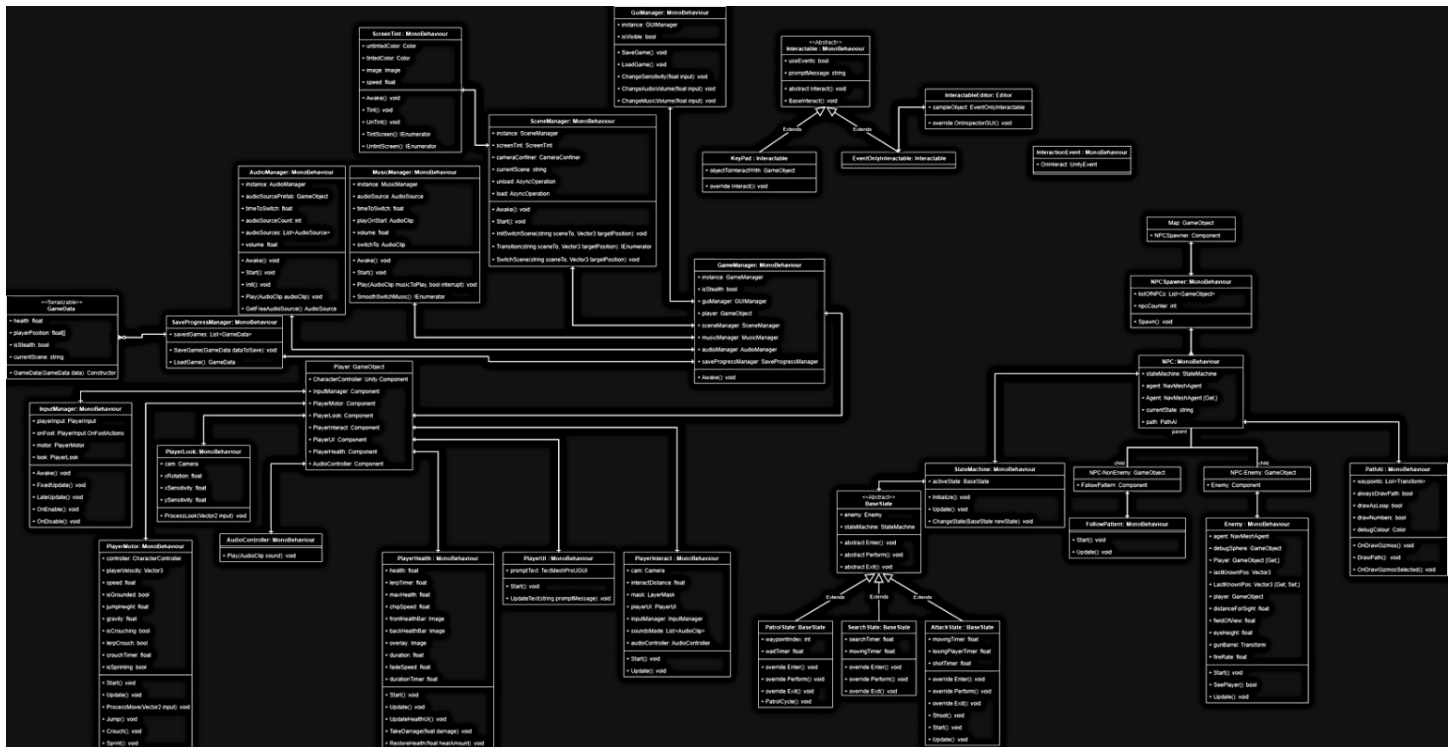 GuiManager: MonoBehaviour
+ instance: GUIManager
+ isVisible: bool
+ SaveGame(): void
+ LoadGame(): void
+ ChangeSensitivity(float input): void
+ ChangeAudioVolume(float input): void
+ ChangeMusicVolume(float input): void
ScreenTint : MonoBehaviour
+ untintedColor: Color
+ tintedColor: Color
+ image: Image
+ speed: float
+ Awake(): void
+ Tint(): void
+ UnTint(): void
+ TintScreen(): IEnumerator
+ UntintScreen(): IEnumerator
<<Abstract>>
Interactable : MonoBehaviour
+ useEvents: bool
+ promptMessage: string
+ abstract Interact(): void
+ BaseInteract(): void
InteractableEditor: Editor
+ sampleObject: EventOnlyInteractable
+ override OnInspectorGUI(): void
Extends
Extends
KeyPad : Interactable
+ objectToInteractWith: GameObject
+ override Interact(): void
EventOnlyInteractable: Interactable
InteractionEvent: MonoBehaviour
+ OnInteract: UnityEvent
SceneManager: MonoBehaviour
+ instance: SceneManager
+ screenTint: ScreenTint
+ cameraConfiner: CameraConfiner
+ currentScene: string
+ unload: AsyncOperation
+ load: AsyncOperation
+ Awake(): void
+ Start(): void
+ InitSwitchScene(string sceneTo, Vector3 targetPosition): void
+ Transition(string sceneTo, Vector3 targetPosition): IEnumerator
+ SwitchScene(string sceneTo, Vector3 targetPosition): void
AudioManager: MonoBehaviour
+ instance: AudioManager
+ audioSourcePrefab: GameObject
+ timeToSwitch: float
+ audioSourceCount: int
+ audioSources: List<AudioSource>
+ volume: float
+ Awake(): void
+ Start(): void
+ Init(): void
+ Play(AudioClip audioClip): void
+ GetFreeAudioSource(): AudioSource
MusicManager: MonoBehaviour
+ instance: MusicManager
+ audioSource: AudioSource
+ timeToSwitch: float
+ playOnStart: AudioClip
+ volume: float
+ switchTo: AudioClip
+ Awake(): void
+ Start(): void
+ Play(AudioClip musicToPlay, bool interrupt): void
+ SmoothSwitchMusic(): IEnumerator
Map: GameObject
+ NPCSpawner: Component
GameManager: MonoBehaviour
+ instance: GameManager
+ isStealth: bool
+ guiManager: GUIManager
+ player: GameObject
+ sceneManager: SceneManager
+ musicManager: MusicManager
+ audioManager: AudioManager
+ saveProgressManager: SaveProgressManager
+ Awake(): void
NPCSpawner: MonoBehaviour
+ listOfNPCs: List<GameObject>
+ npcCounter: int
+ Spawn(): void
<<Serializable>>
GameData
+ health: float
+ playerPosition: float[]
+ isStealth: bool
+ currentScene: string
+ GameData(GameData data): Constructor
SaveProgressManager: MonoBehaviour
+ savedGames: List<GameData>
+ SaveGame(GameData dataToSave): void
+ LoadGame(): GameData
NPC: MonoBehaviour
+ stateMachine: StateMachine
+ agent: NavMeshAgent
+ Agent: NavMeshAgent {Get;}
+ currentState: string
+ path: PathAI
parent
child
child
Player: GameObject
+ CharacterController: Unity Component
+ InputManager: Component
+ PlayerMotor: Component
+ PlayerLook: Component
+ PlayerInteract: Component
+ PlayerUI: Component
+ PlayerHealth: Component
+ AudioController: Component
InputManager: MonoBehaviour
+ playerInput: PlayerInput
+ onFoot: PlayerInput.OnFootActions
+ motor: PlayerMotor
+ look: PlayerLook
+ Awake(): void
+ FixedUpdate(): void
+ LateUpdate(): void
+ OnEnable(): void
+ OnDisable(): void
PlayerLook: MonoBehaviour
+ cam: Camera
+ xRotation: float
+ xSensitivity: float
+ ySensitivity: float
+ ProcessLook(Vector2 input): void
StateMachine: MonoBehaviour
+ activeState: BaseState
+ Initialize(): void
+ Update(): void
+ ChangeState(BaseState newState): void
NPC-NonEnemy: GameObject
+ FollowPattern: Component
NPC-Enemy: GameObject
+ Enemy: Component
PathAI : MonoBehaviour
+ waypoints: List<Transform>
+ alwaysDrawPath: bool
+ drawAsLoop: bool
+ drawNumbers: bool
+ debugColour: Color
+ OnDrawGizmos(): void
+ DrawPath(): void
+ OnDrawGizmosSelected(): void
<<Abstract>>
BaseState
+ enemy: Enemy
+ stateMachine: StateMachine
+ abstract Enter(): void
+ abstract Perform(): void
+ abstract Exit(): void
FollowPattern: MonoBehaviour
+ Start(): void
+ Update(): void
Enemy : MonoBehaviour
+ agent: NavMeshAgent
+ debugSphere: GameObject
+ Player: GameObject {Get;}
+ lastKnownPos: Vector3
+ LastKnownPos: Vector3 {Get; Set;}
+ player: GameObject
+ distanceForSight: float
+ fieldOfView: float
+ eyeHeight: float
+ gunBarrel: Transform
+ fireRate: float
+ Start(): void
+ SeePlayer(): bool
+ Update(): void
AudioController: MonoBehaviour
+ Play(AudioClip sound): void
PlayerMotor: MonoBehaviour
+ controller: CharacterController
+ playerVelocity: Vector3
+ speed: float
+ isGrounded: bool
+ jumpHeight: float
+ gravity: float
+ isCrouching: bool
+ lerpCrouch: bool
+ crouchTimer: float
+ isSprinting: bool
+ Start(): void
+ Update(): void
+ ProcessMove(Vector2 input): void
+ Jump(): void
+ Crouch(): void
+ Sprint(): void
PlayerHealth : MonoBehaviour
+ health: float
+ lerpTimer: float
+ maxHealth: float
+ chipSpeed: float
+ frontHealthBar: Image
+ backHealthBar: Image
+ overlay: Image
+ duration: float
+ fadeSpeed: float
+ durationTimer: float
+ Start(): void
+ Update(): void
+ UpdateHealthUI(): void
+ TakeDamage(float damage): void
+ RestoreHealth(float healAmount): void
PlayerUI : MonoBehaviour
+ promptText: TextMeshProUGUI
+ Start(): void
+ UpdateText(string promptMessage): void
PlayerInteract : MonoBehaviour
+ cam: Camera
+ interactDistance: float
+ mask: LayerMask
+ playerUI: PlayerUI
+ inputManager: InputManager
+ soundsMade: List<AudioClip>
+ audioController: AudioController
+ Start(): void
+ Update(): void
Extends
Extends
Extends
PatrolState: BaseState
+ waypointIndex: int
+ waitTimer: float
+ override Enter(): void
+ override Perform(): void
+ override Exit(): void
+ PatrolCycle(): void
SearchState: BaseState
+ searchTimer: float
+ movingTimer: float
+ override Enter(): void
+ override Perform(): void
+ override Exit(): void
AttackState : BaseState
+ movingTimer: float
+ losingPlayerTimer: float
+ shotTimer: float
+ override Enter(): void
+ override Perform(): void
+ override Exit(): void
+ Shoot(): void
+ Start(): void
+ Update(): void